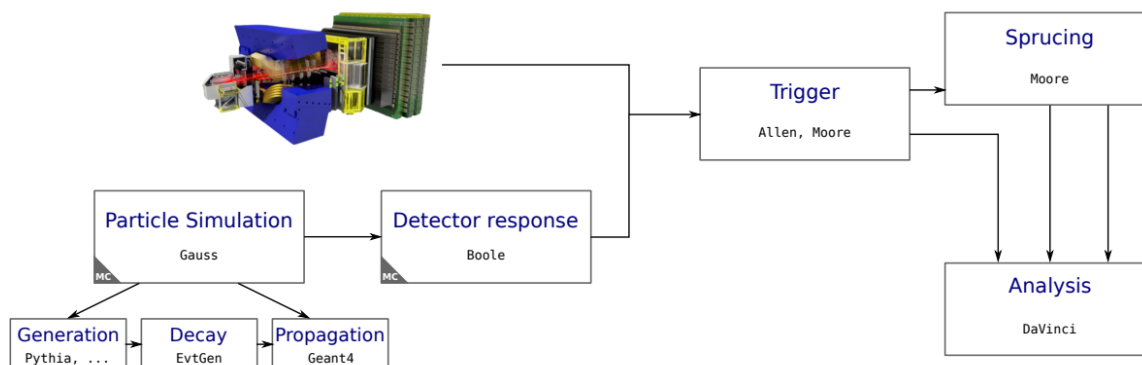 Sprucing
Moore
Trigger
Allen, Moore
Particle Simulation
Gauss
MC
Detector response
Boole
MC
Analysis
DaVinci
Generation
Pythia, ...
Decay
EvtGen
Propagation
Geant4